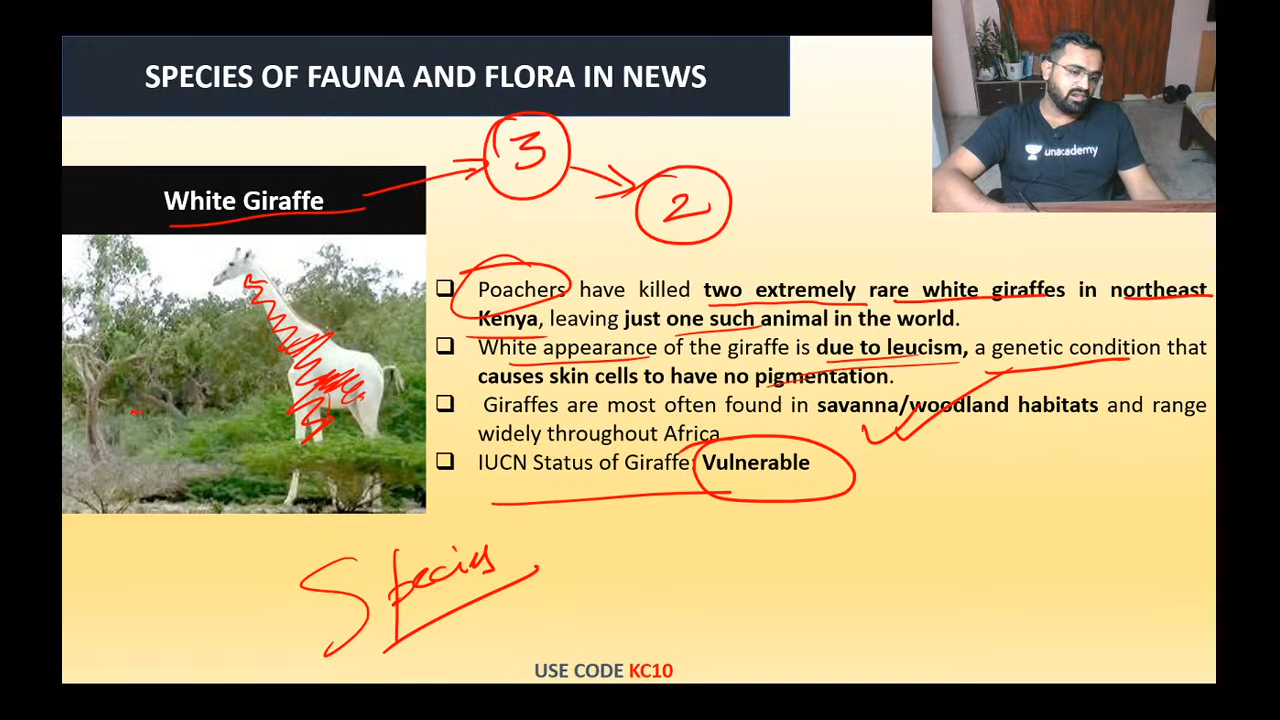 SPECIES OF FAUNA AND FLORA IN NEWS
unacademy
3
White Giraffe
2
❑ Poachers have killed two extremely rare white giraffes in northeast
Kenya, leaving just one such animal in the world.
❑ White appearance of the giraffe is due to leucism, a genetic condition that
causes skin cells to have no pigmentation.
❑ Giraffes are most often found in savanna/woodland habitats and range
widely throughout Africa.
❑ IUCN Status of Giraffe: Vulnerable
Species
USE CODE KC10